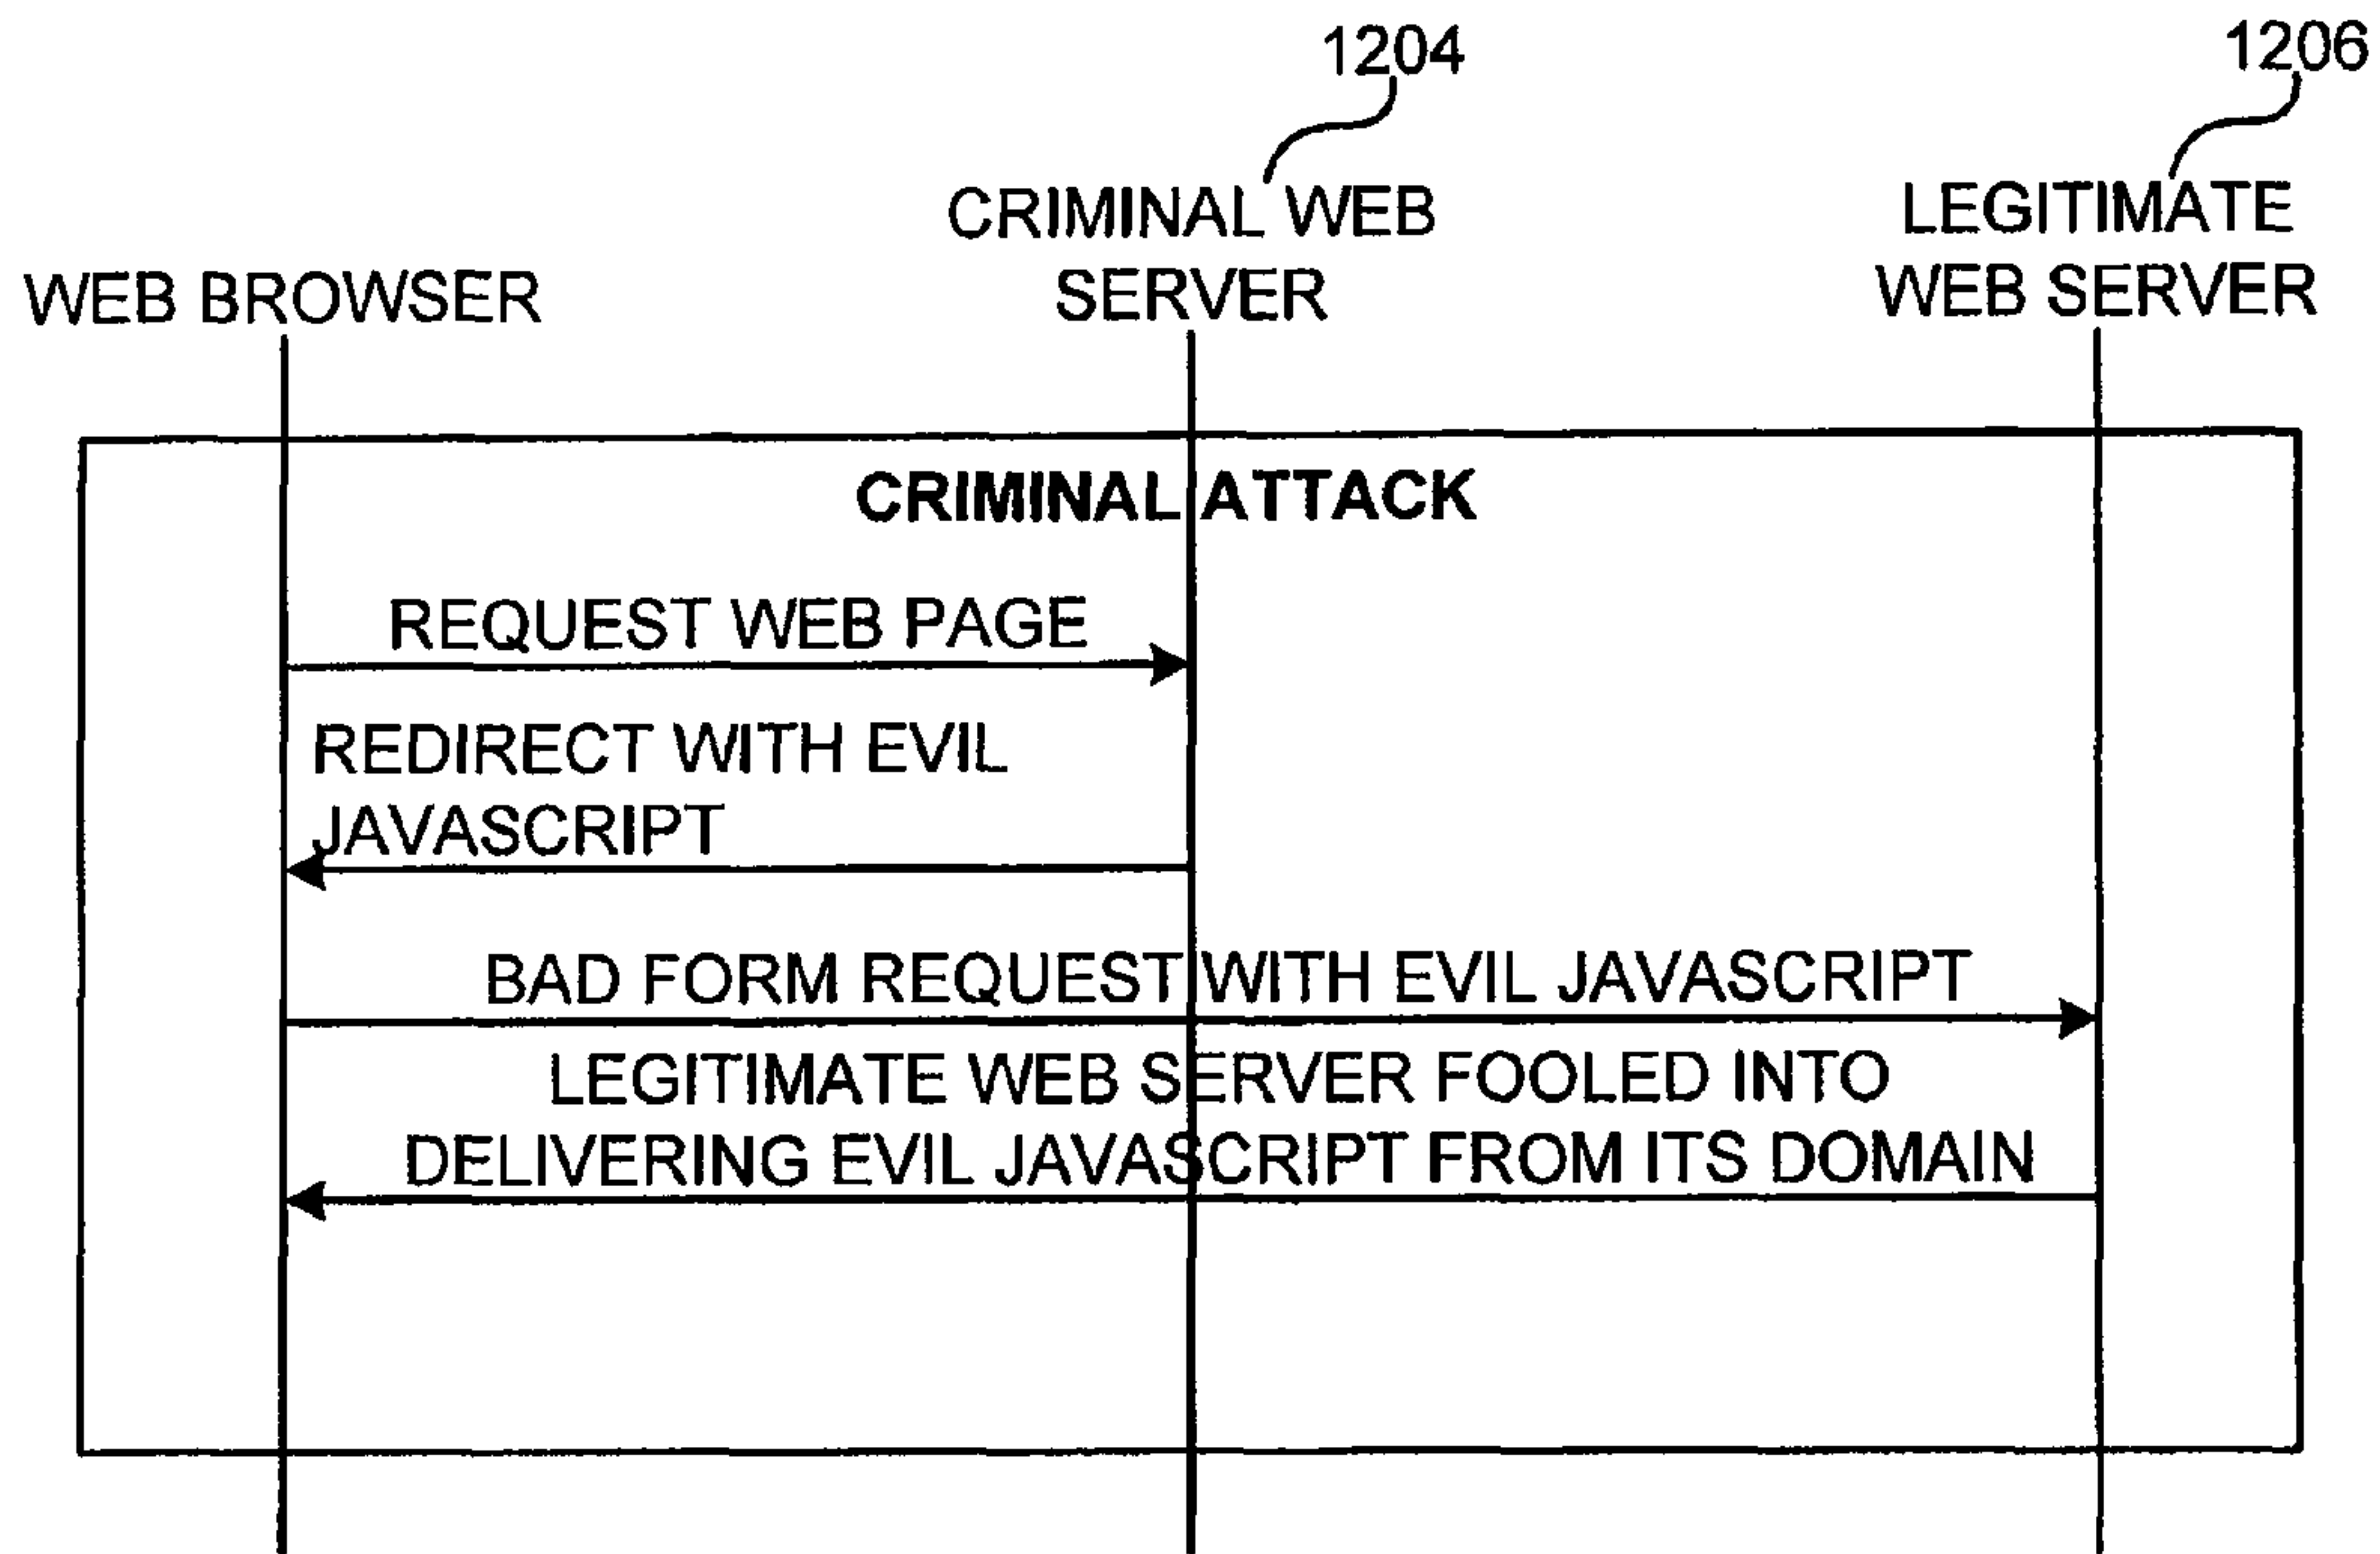 1204
1206
CRIMINAL WEB
SERVER
LEGITIMATE
WEB SERVER
WEB BROWSER
CRIMINAL ATTACK
REQUEST WEB PAGE
REDIRECT WITH EVIL
JAVASCRIPT
BAD FORM REQUEST WITH EVIL JAVASCRIPT
LEGITIMATE WEB SERVER FOOLED INTO
DELIVERING EVIL JAVASCRIPT FROM ITS DOMAIN